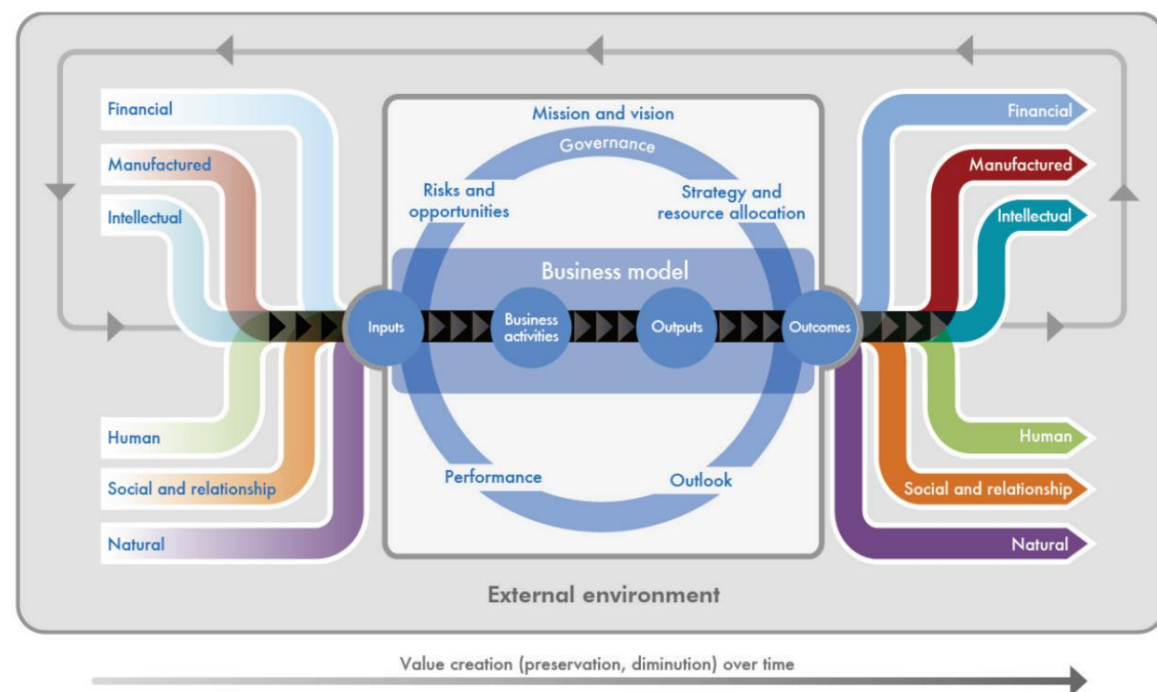 Financial
Manufactured
Intellectual
Human
Social and relationship
Natural
Mission and vision
Governance
Risks and
opportunities
Strategy and
resource allocation
Business model
Inputs
Business
activities
Outputs
Outcomes
Performance
Outlook
Financial
Manufactured
Intellectual
Human
Social and relationship
Natural
External environment
Value creation (preservation, diminution) over time